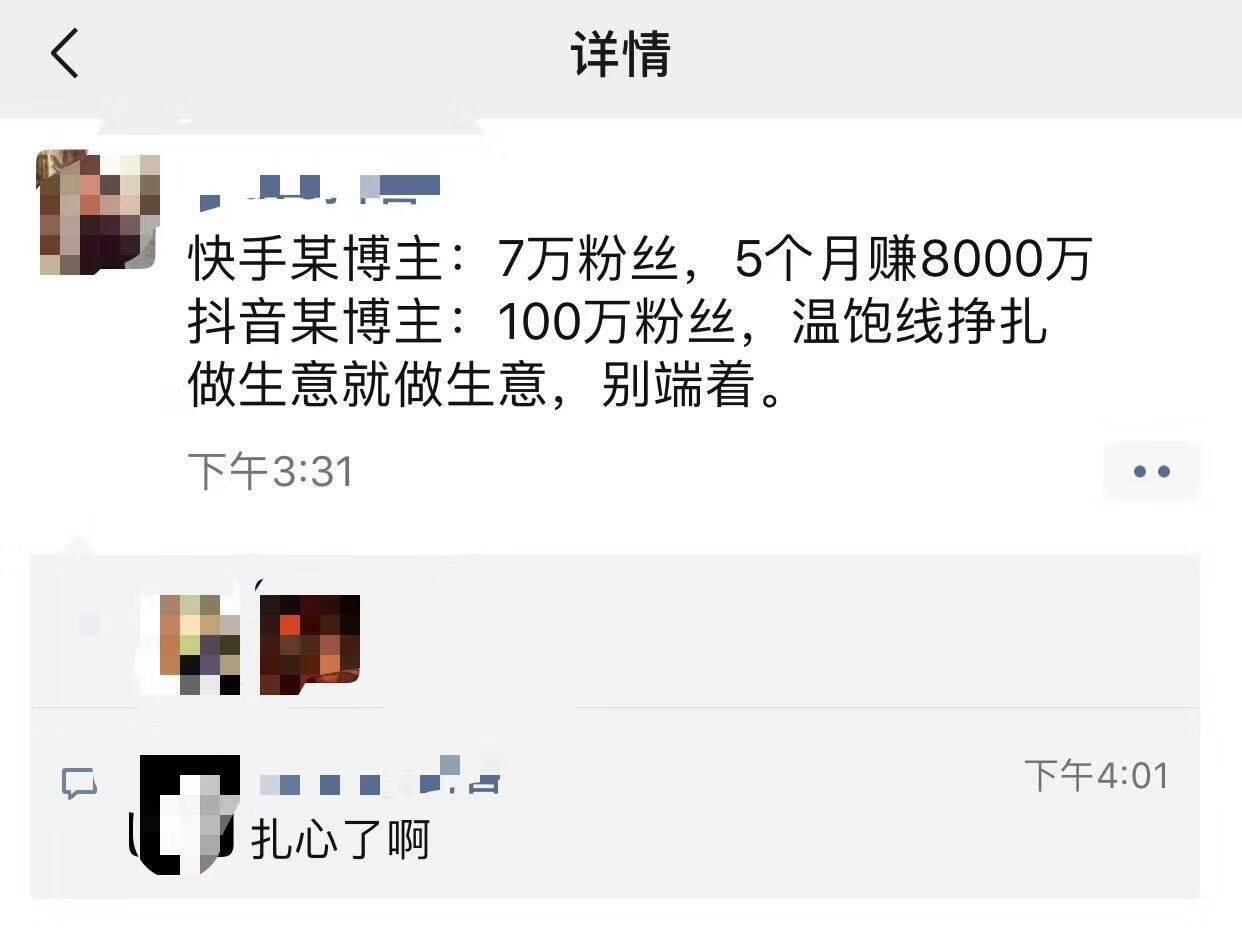 详情
快手某博主：7万粉丝，5个月赚8000万
抖音某博主：100万粉丝，温饱线挣扎
做生意就做生意，别端着。
下午3:31
下午4:01
扎心了啊